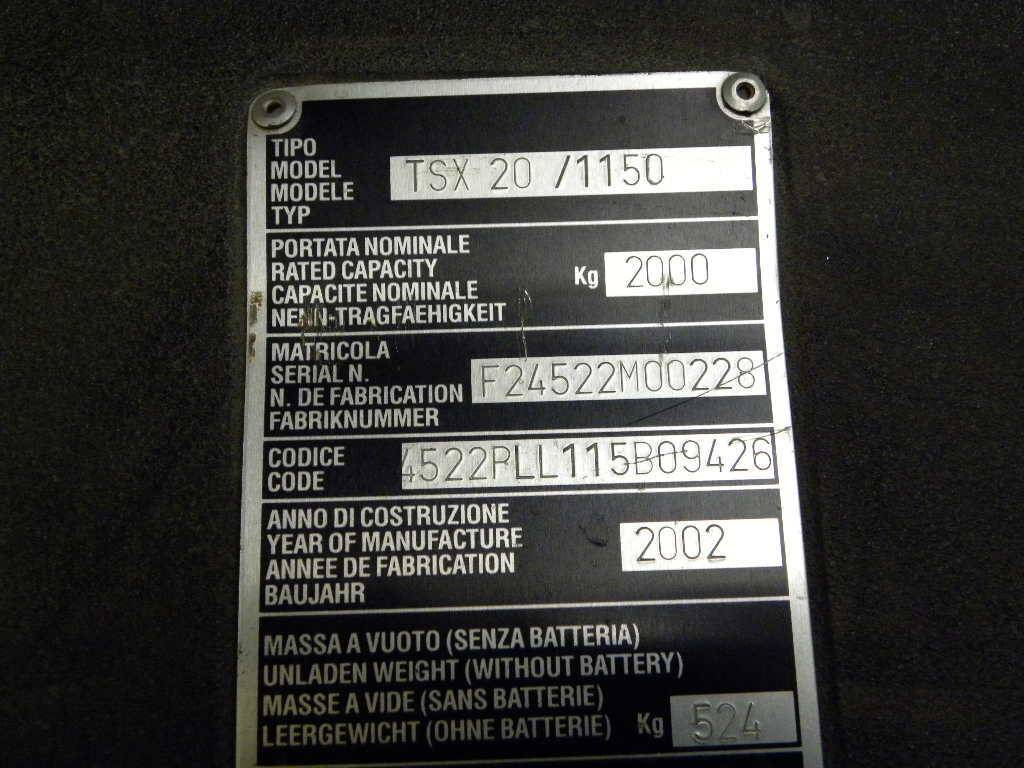 TIPO
MODEL TSX 20 /1150
MODELE
TYP
PORTATA NOMINALE
RATED CAPACITY Kg 2000
CAPACITE NOMINALE
NENN-TRAGFAEHIGKEIT
MATRICOLA
SERIAL N. F24522M00228
N. DE FABRICATION
FABRIKNUMMER
CODICE 4522PLL115B09426
CODE
ANNO DI COSTRUZIONE
YEAR OF MANUFACTURE 2002
ANNEE DE FABRICATION
BAUJAHR
MASSA A VUOTO (SENZA BATTERIA)
UNLADEN WEIGHT (WITHOUT BATTERY)
MASSE A VIDE (SANS BATTERIE)
LEERGEWICHT (OHNE BATTERIE) Kg 524